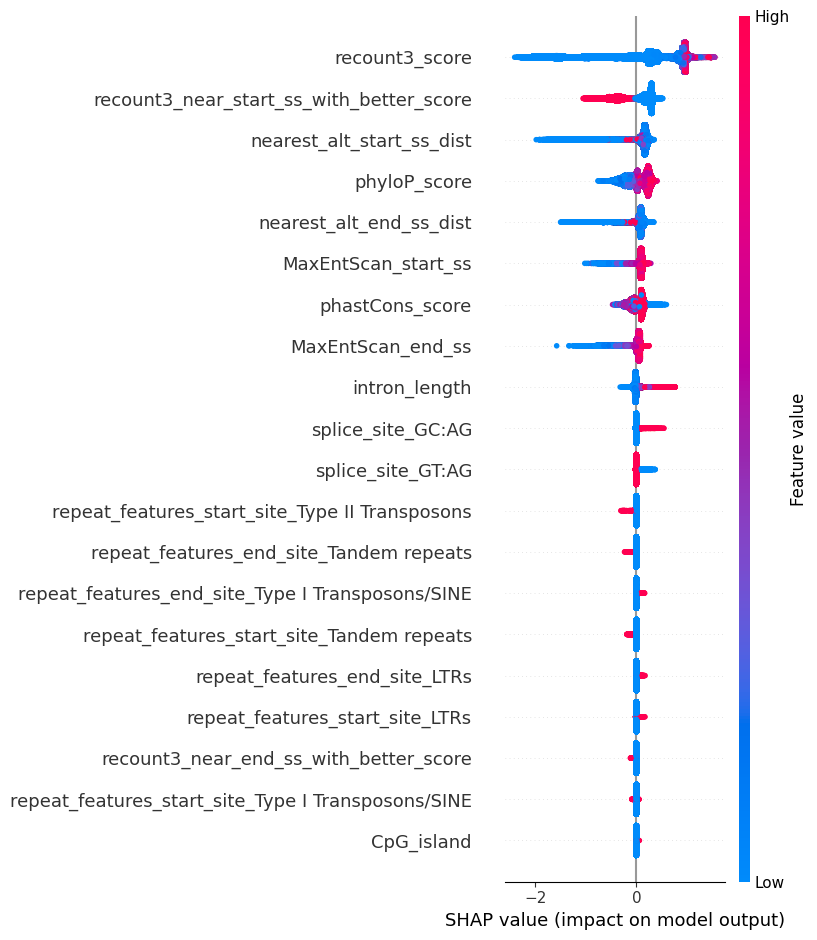 High
recount3_score
recount3_near_start_ss_with_better_score
nearest_alt_start_ss_dist
phyloP_score
nearest_alt_end_ss_dist
MaxEntScan_start_ss
phastCons_score
MaxEntScan_end_ss
intron_length
splice_site_GC:AG
splice_site_GT:AG
repeat_features_start_site_Type II Transposons
repeat_features_end_site_Tandem repeats
repeat_features_end_site_Type I Transposons/SINE
repeat_features_start_site_Tandem repeats
repeat_features_end_site_LTRs
repeat_features_start_site_LTRs
recount3_near_end_ss_with_better_score
repeat_features_start_site_Type I Transposons/SINE
CpG_island
Feature value
Low
−2 0
SHAP value (impact on model output)